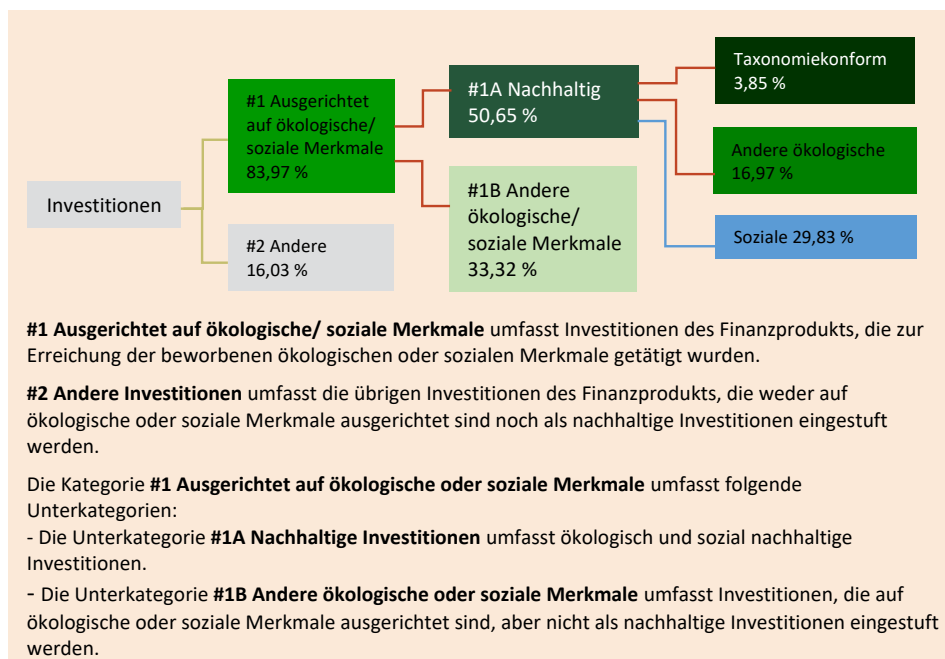 Investitionen
#1 Ausgerichtet
auf ökologische/
soziale Merkmale
83,97 %
#2 Andere
16,03 %
#1A Nachhaltig
50,65 %
#1B Andere
ökologische/
soziale Merkmale
33,32 %
Taxonomiekonform
3,85 %
Andere ökologische
16,97 %
Soziale 29,83 %
#1 Ausgerichtet auf ökologische/ soziale Merkmale umfasst Investitionen des Finanzprodukts, die zur
Erreichung der beworbenen ökologischen oder sozialen Merkmale getätigt wurden.
#2 Andere Investitionen umfasst die übrigen Investitionen des Finanzprodukts, die weder auf
ökologische oder soziale Merkmale ausgerichtet sind noch als nachhaltige Investitionen eingestuft
werden.
Die Kategorie #1 Ausgerichtet auf ökologische oder soziale Merkmale umfasst folgende
Unterkategorien:
- Die Unterkategorie #1A Nachhaltige Investitionen umfasst ökologisch und sozial nachhaltige
Investitionen.
- Die Unterkategorie #1B Andere ökologische oder soziale Merkmale umfasst Investitionen, die auf
ökologische oder soziale Merkmale ausgerichtet sind, aber nicht als nachhaltige Investitionen eingestuft
werden.